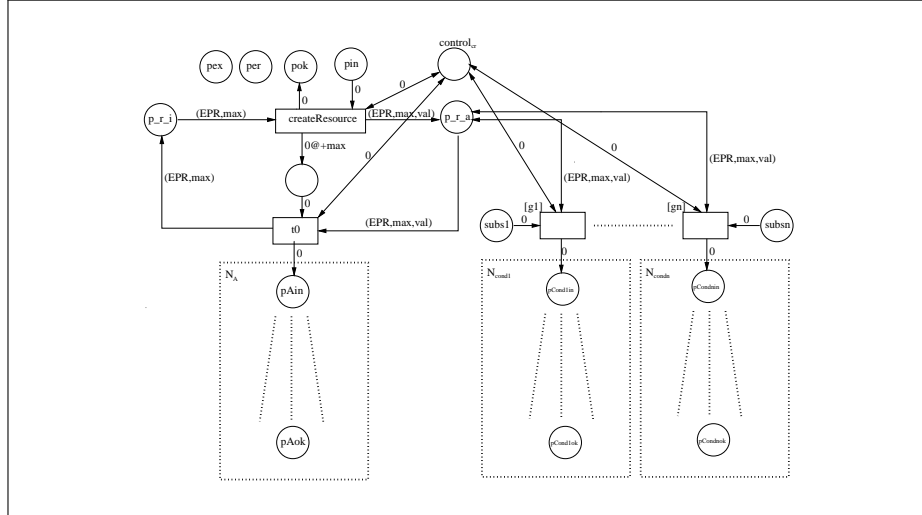 control_cr
pex per pok pin
0 0 0
p_r_i (EPR,max) createResource (EPR,max,val) p_r_a
0@+max 0 0 0
(EPR,max) (EPR,max,val) (EPR,max,val)
0
t0 (EPR,max,val) subs1 0 [g1] [gn] 0 subsn
0 0 0
N_A N_cond1 N_condn
pAin pCond1in pCondnin
pAok pCond1ok pCondnok